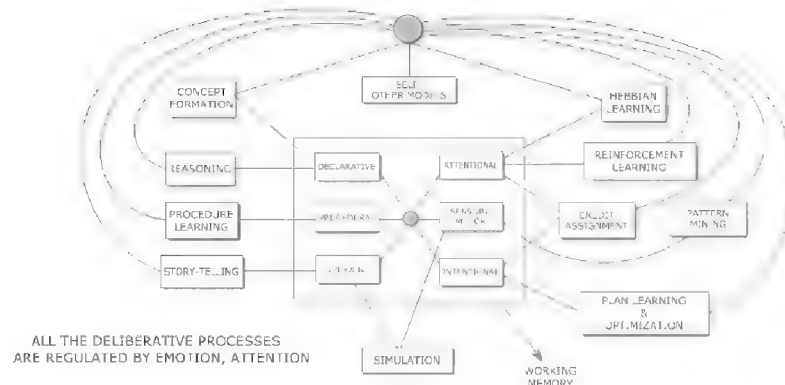 SELF
OTHER MODELS
CONCEPT
FORMATION
HEBBIAN
LEARNING
REASONING
DECLARATIVE
ATTENTIONAL
REINFORCEMENT
LEARNING
PROCEDURE
LEARNING
CREDIT
ASSIGNMENT
PATTERN
MINING
STORY-TELLING
INTENTIONAL
PLAN LEARNING
&
OPTIMIZATION
ALL THE DELIBERATIVE PROCESSES
ARE REGULATED BY EMOTION, ATTENTION
SIMULATION
WORKING
MEMORY